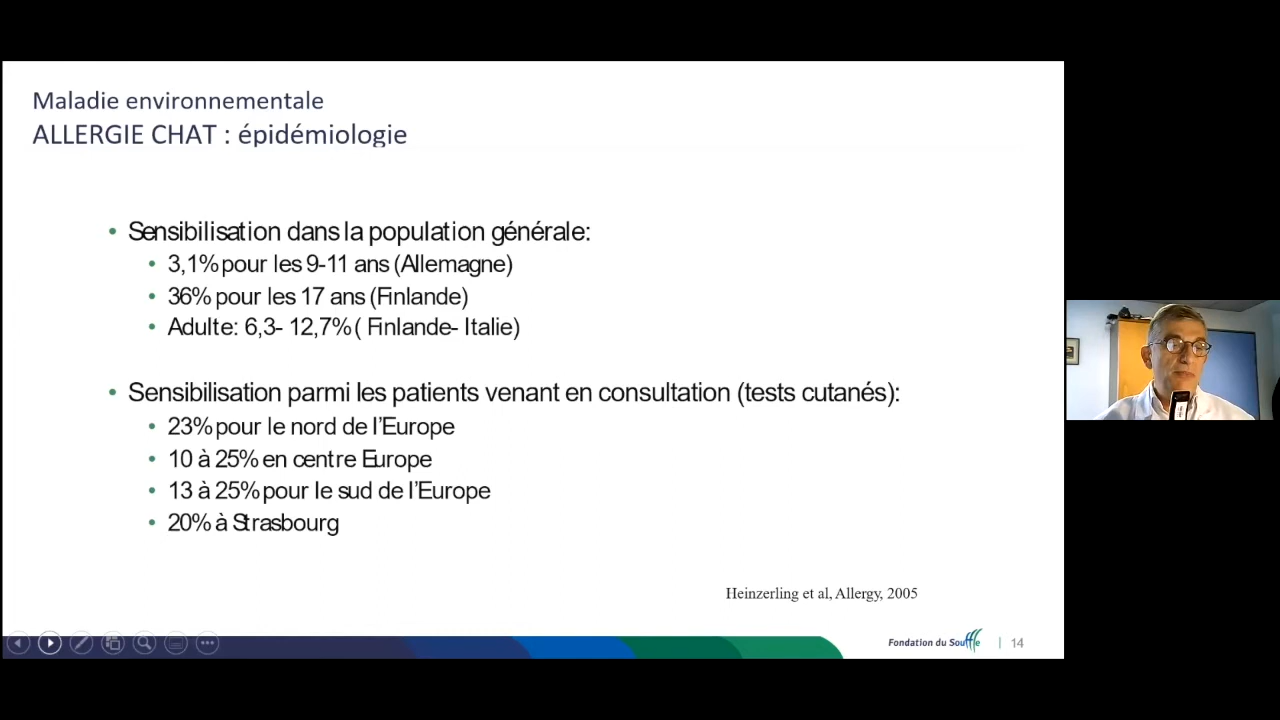 Maladie environnementale
ALLERGIE CHAT : épidémiologie
• Sensibilisation dans la population générale:
• 3,1% pour les 9-11 ans (Allemagne)
• 36% pour les 17 ans (Finlande)
• Adulte: 6,3- 12,7% ( Finlande- Italie)
• Sensibilisation parmi les patients venant en consultation (tests cutanés):
• 23% pour le nord de l'Europe
• 10 à 25% en centre Europe
• 13 à 25% pour le sud de l'Europe
• 20% à Strasbourg
Heinzerling et al, Allergy, 2005
Fondation du Souffle | 14